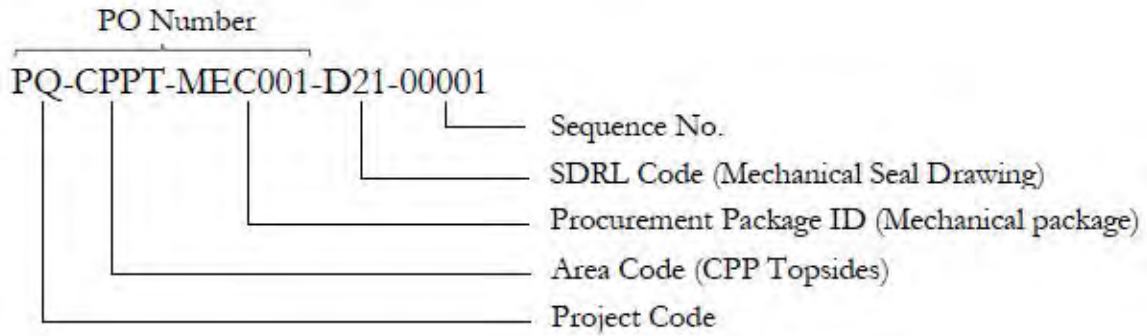 PO Number
PQ-CPPT-MEC001-D21-00001
Sequence No.
SDRL Code (Mechanical Seal Drawing)
Procurement Package ID (Mechanical package)
Area Code (CPP Topsides)
Project Code